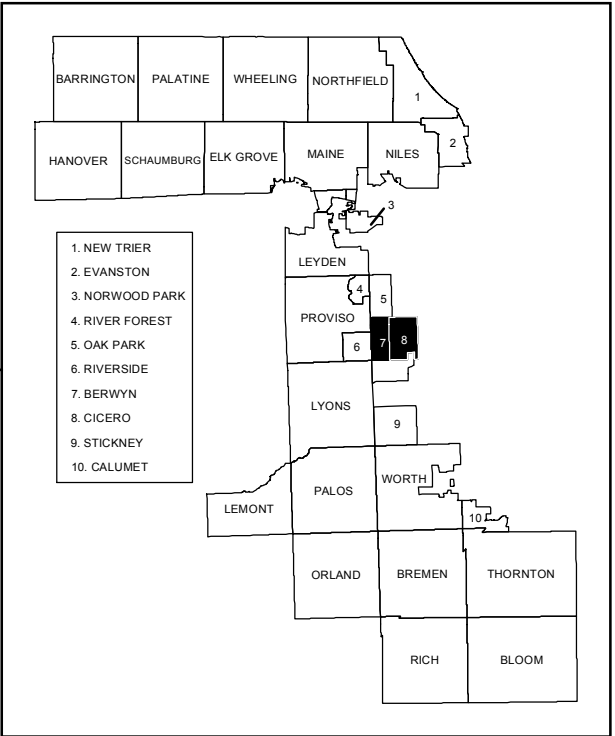 BARRINGTON PALATINE WHEELING NORTHFIELD
1
2
HANOVER SCHAUMBURG ELK GROVE MAINE NILES
3
1. NEW TRIER
2. EVANSTON
3. NORWOOD PARK
4. RIVER FOREST
5. OAK PARK
6. RIVERSIDE
7. BERWYN
8. CICERO
9. STICKNEY
10. CALUMET
LEYDEN
4
5
PROVISO
6
7
8
LYONS
9
WORTH
PALOS
LEMONT
10
ORLAND BREMEN THORNTON
RICH BLOOM